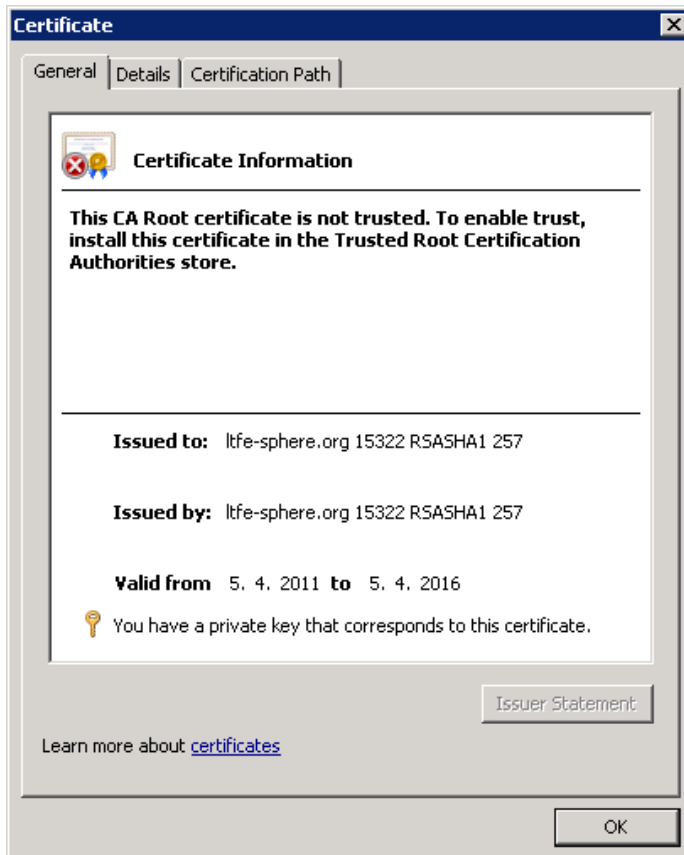 Certificate
General Details Certification Path
Certificate Information
This CA Root certificate is not trusted. To enable trust,
install this certificate in the Trusted Root Certification
Authorities store.
Issued to: ltfe-sphere.org 15322 RSASHA1 257
Issued by: ltfe-sphere.org 15322 RSASHA1 257
Valid from 5. 4. 2011 to 5. 4. 2016
You have a private key that corresponds to this certificate.
Issuer Statement
Learn more about certificates
OK